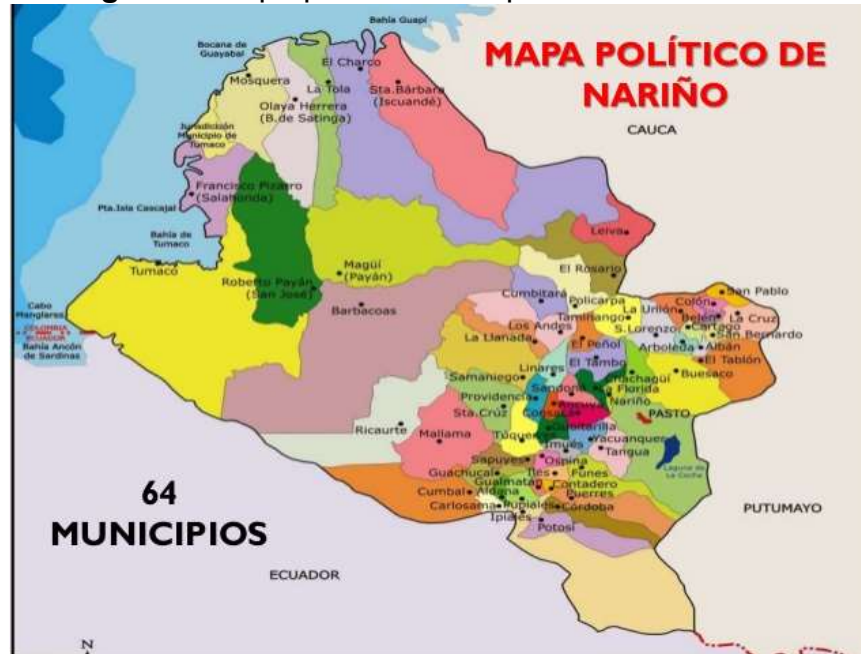 Bahía Guapi
Bocana de
Guayabal
MAPA POLÍTICO DE
NARIÑO
CAUCA
El Charco
Mosquera
La Tola
Sta.Bárbara
(Iscuandé)
Olaya Herrera
(B.de Satinga)
Jurisdicción
Municipio de
Tumaco
Francisco Pizarro
(Salahonda)
Pta.Isla Cascajal
Bahía de
Tumaco
Tumaco
Leiva
El Rosario
Magüí
(Payán)
Roberto Payán
(San José)
Barbacoas
Cumbitará
Policarpa
Taminango
San Pablo
Colón
La Unión
Belén
La Cruz
Cartago
San Bernardo
S.Lorenzo
Los Andes
La Llanada
El Peñol
Arboleda
Albán
El Tablón
El Tambo
Buesaco
Linares
Samaniego
Chachagüí
Sandoná
La Florida
Nariño
Providencia
Ancuya
Sta.Cruz
Consacá
PASTO
Cabo
Manglares
COLOMBIA
ECUADOR
Bahía Ancón
de Sardinas
Ricaurte
Mallama
Túquerres
Yacuanquer
Imués
Tangua
Laguna de
La Cocha
Sapuyes
Ospina
Guachucal
Iles
Funes
Gualmatán
Contadero
Cumbal
Aldana
Puerres
Carlosama
Pupiales
Córdoba
Ipiales
Potosí
64
MUNICIPIOS
PUTUMAYO
ECUADOR
N